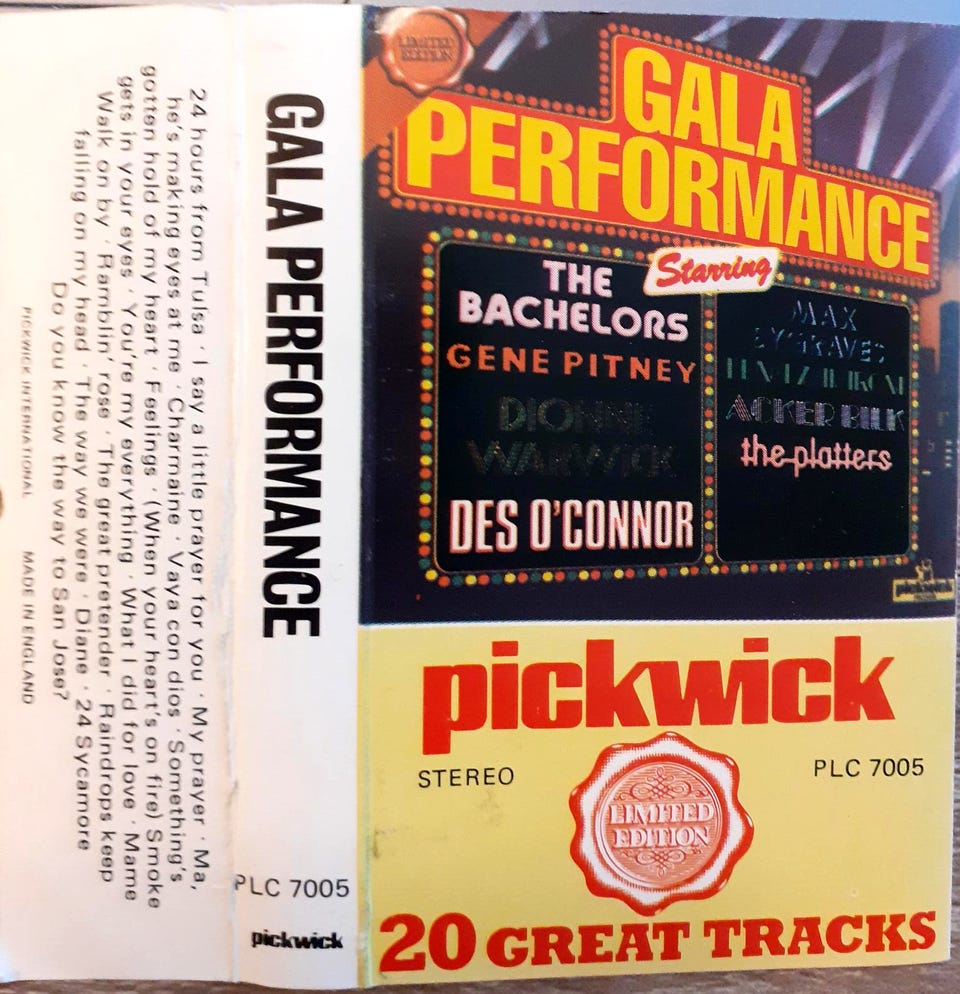 24 hours from Tulsa · I say a little prayer for you · My prayer · Ma,
he's making eyes at me · Charmaine · Vaya con dios · Something's
gotten hold of my heart · Feelings · (When your heart's on fire) Smoke
gets in your eyes · You're my everything · What I did for love · Mame
Walk on by · Ramblin' rose · The great pretender · Raindrops keep
falling on my head · The way we were · Diane · 24 Sycamore
Do you know the way to San Jose?
PICKWICK INTERNATIONAL MADE IN ENGLAND
GALA PERFORMANCE
PLC 7005
pickwick
LIMITED
EDITION
GALA
PERFORMANCE
Starring
THE
BACHELORS
GENE PITNEY
DIONNE
WARWICK
DES O'CONNOR
MAX
BYGRAVES
ACKER BILK
the platters
pickwick
pickwick
STEREO
PLC 7005
LIMITED
EDITION
20 GREAT TRACKS